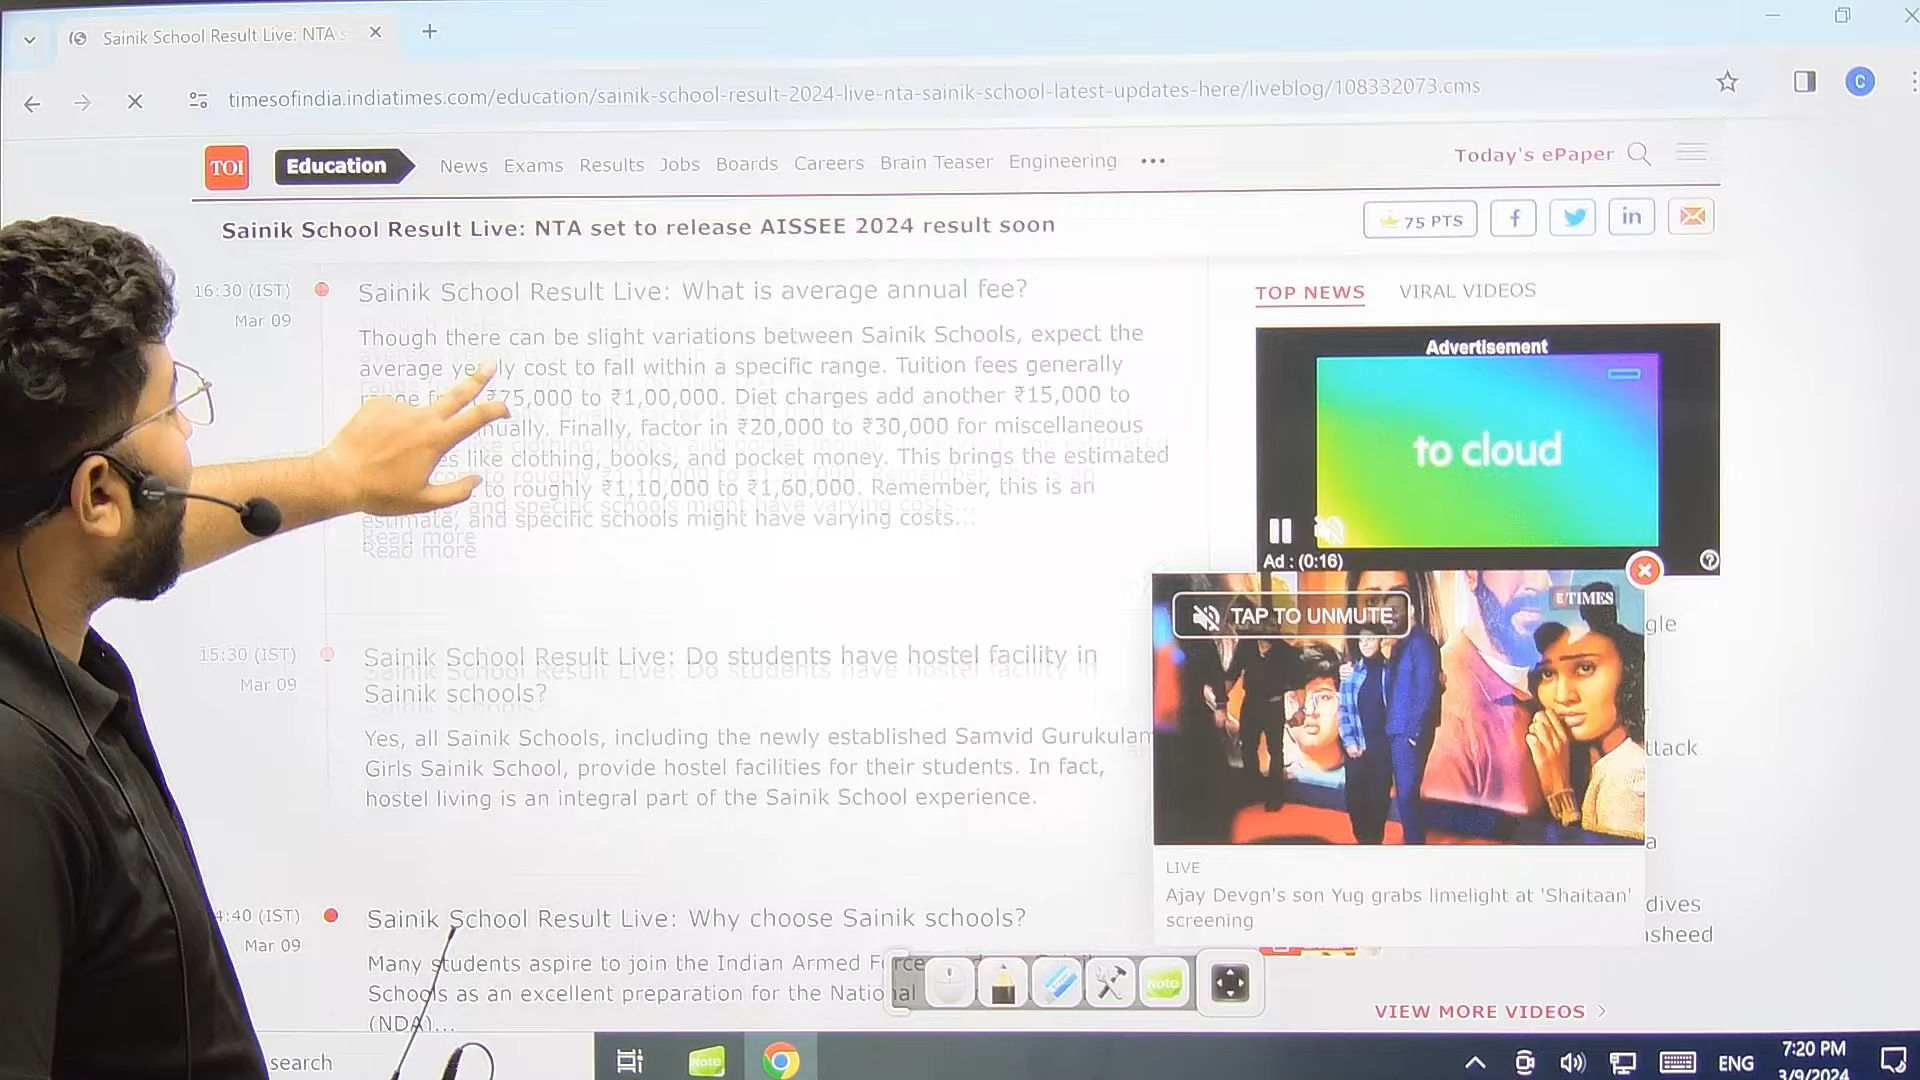 Sainik School Result Live: NTA s
timesofindia.indiatimes.com/education/sainik-school-result-2024-live-nta-sainik-school-latest-updates-here/liveblog/108332073.cms
C
TOI
Education
News Exams Results Jobs Boards Careers Brain Teaser Engineering
Today's ePaper
Sainik School Result Live: NTA set to release AISSEE 2024 result soon
75 PTS
f
in
16:30 (IST)
Mar 09
Sainik School Result Live: What is average annual fee?
Though there can be slight variations between Sainik Schools, expect the
average cost to fall within a specific range. Tuition fees generally
₹75,000 to ₹1,00,000. Diet charges add another ₹15,000 to
Finally, factor in ₹20,000 to ₹30,000 for miscellaneous
like clothing, books, and pocket money. This brings the estimated
to roughly ₹1,10,000 to ₹1,60,000. Remember, this is an
estimate, and specific schools might have varying costs...
Read more
15:30 (IST)
Mar 09
Sainik School Result Live: Do students have hostel facility in
Sainik schools?
Yes, all Sainik Schools, including the newly established Samvid Gurukulam
Girls Sainik School, provide hostel facilities for their students. In fact,
hostel living is an integral part of the Sainik School experience.
4:40 (IST)
Mar 09
Sainik School Result Live: Why choose Sainik schools?
Many students aspire to join the Indian Armed
Schools as an excellent preparation for the
(NDA)...
TOP NEWS VIRAL VIDEOS
Advertisement
to cloud
Ad : (0:16)
TAP TO UNMUTE
ETIMES
gle
ttack
a
LIVE
Ajay Devgn's son Yug grabs limelight at 'Shaitaan'
screening
dives
nsheed
Note
VIEW MORE VIDEOS
search
Note
ENG
7:20 PM
3/9/2024